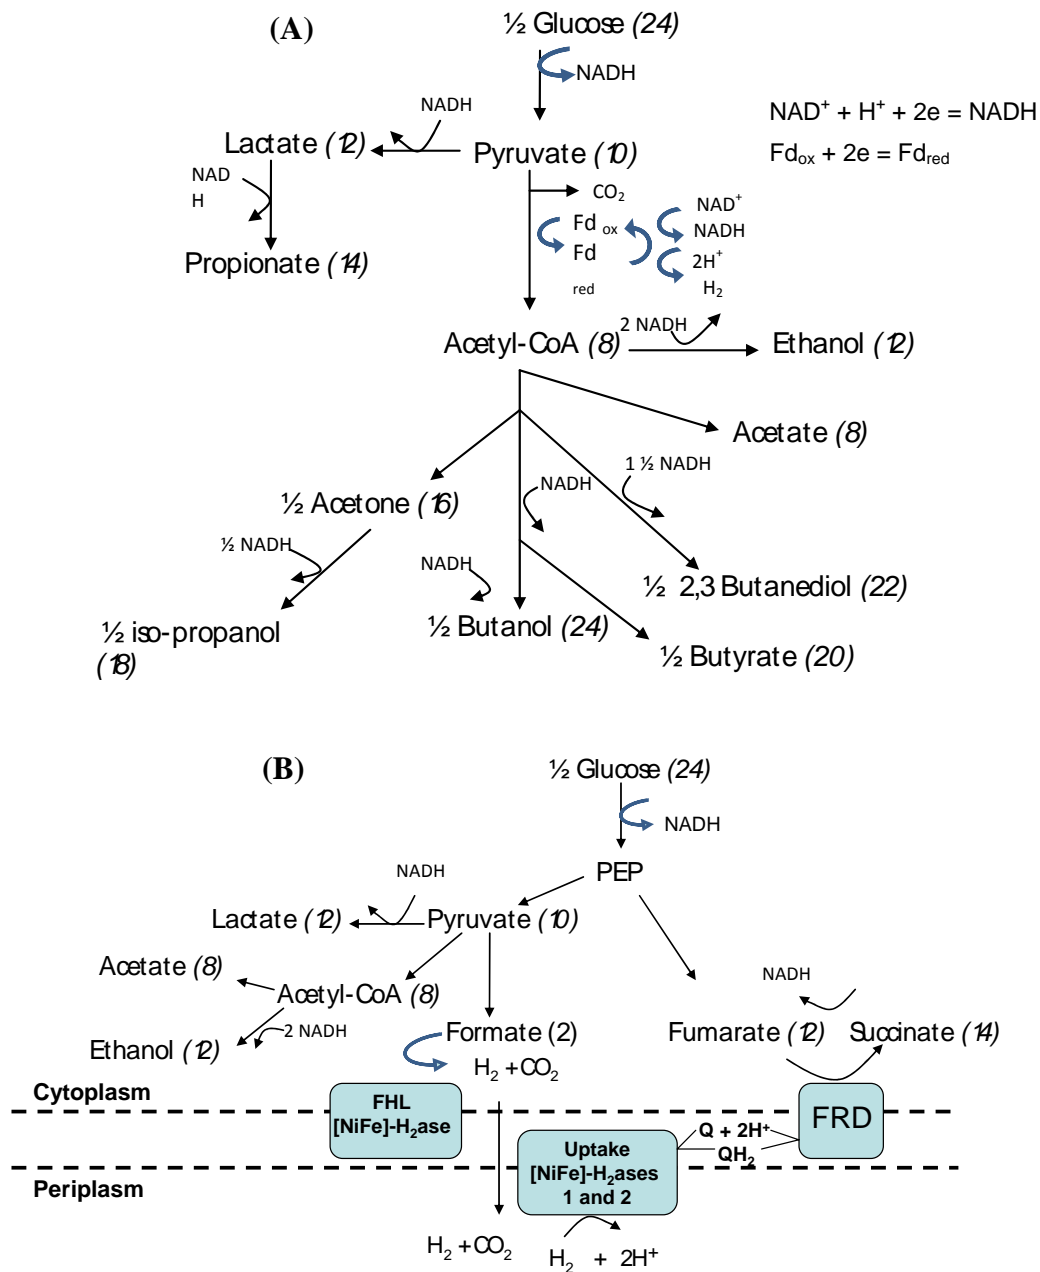 (A)
½ Glucose (24)
NADH
NAD⁺ + H⁺ + 2e = NADH
Fd_ox + 2e = Fd_red
NADH
Lactate (12)
Pyruvate (10)
NAD
H
CO₂
Fd ox
Fd
red
NAD⁺
NADH
2H⁺
H₂
Propionate (14)
Acetyl-CoA (8)
2 NADH
Ethanol (12)
Acetate (8)
1 ½ NADH
NADH
½ Acetone (16)
½ NADH
NADH
½ 2,3 Butanediol (22)
½ iso-propanol
(18)
½ Butanol (24)
½ Butyrate (20)
(B)
½ Glucose (24)
NADH
PEP
NADH
Lactate (12)
Pyruvate (10)
Acetate (8)
Acetyl-CoA (8)
NADH
2 NADH
Ethanol (12)
Formate (2)
H₂ +CO₂
Fumarate (12)
Succinate (14)
Cytoplasm
FHL
[NiFe]-H₂ase
FRD
Q + 2H⁺
QH₂
Uptake
[NiFe]-H₂ases
1 and 2
Periplasm
H₂ +CO₂
H₂ + 2H⁺